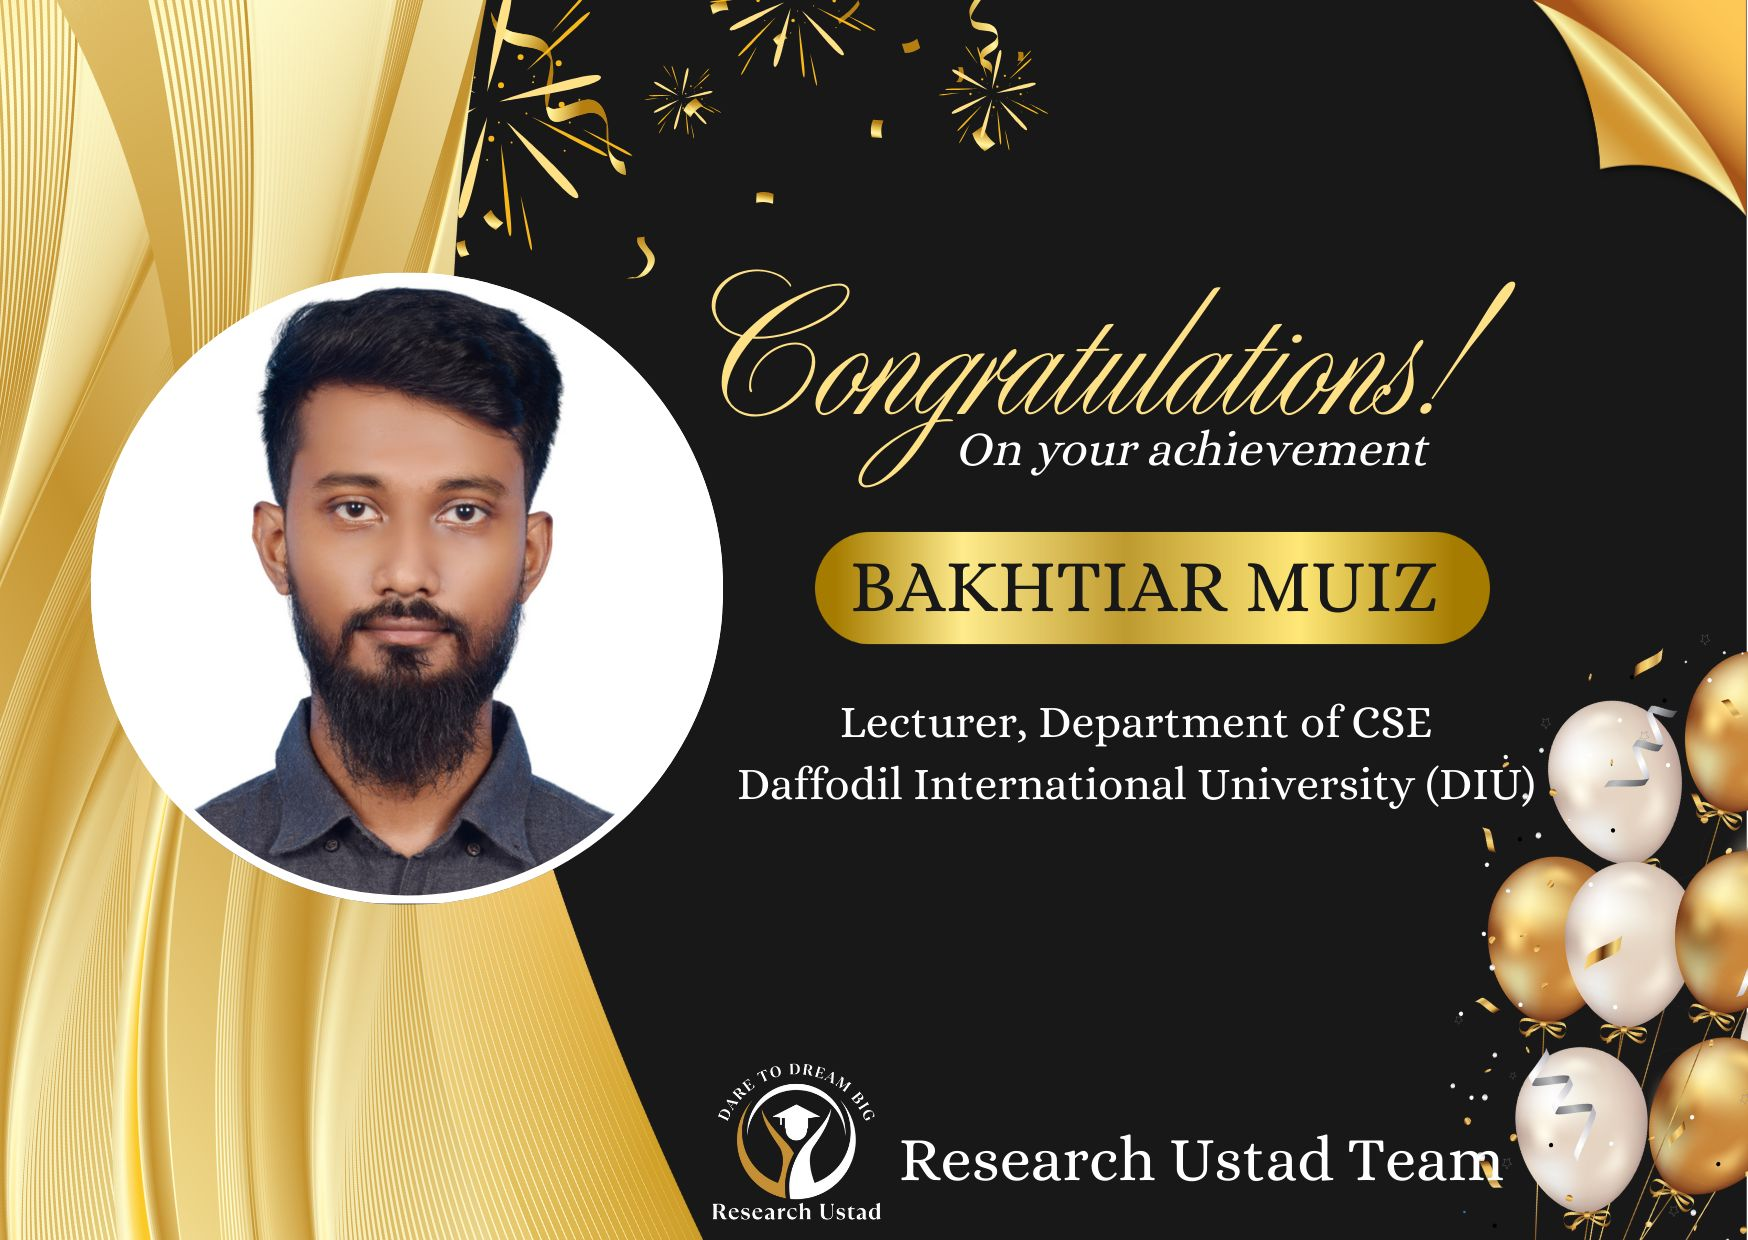 Congratulations!
On your achievement
BAKHTIAR MUIZ
Lecturer, Department of CSE
Daffodil International University (DIU)
DARE TO DREAM BIG
Research Ustad
Research Ustad Team